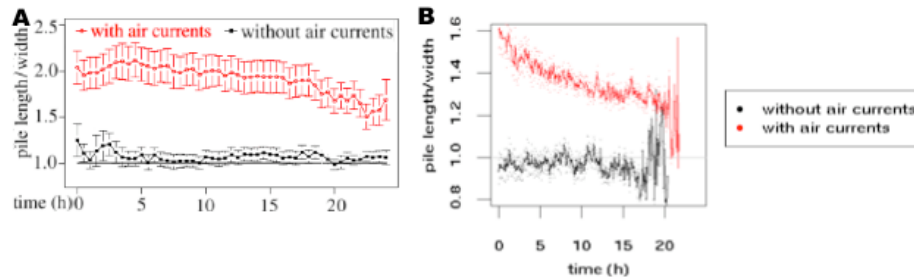 A
2.5
2.0
1.5
1.0
pile length/width
with air currents
without air currents
time (h)
0
5
10
15
20
B
1.6
1.4
1.2
1.0
0.8
pile length/width
0
5
10
15
20
time (h)
without air currents
with air currents